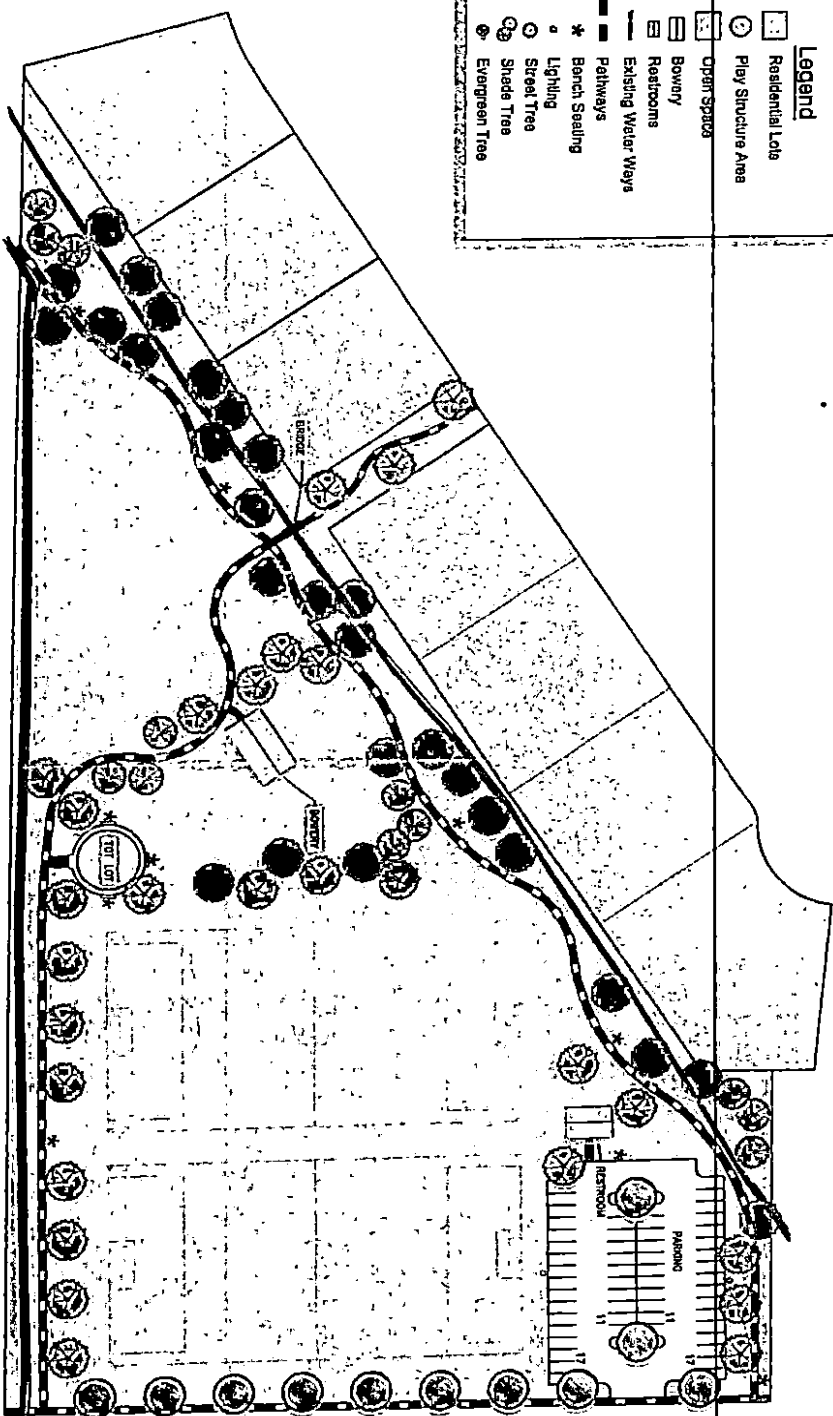 Legend
Residential Lots
Play Structure Area
Open Space
Bowery
Restrooms
Existing Water Ways
Pathways
Bench Seating
Lighting
Street Tree
Shade Tree
Evergreen Tree
BRIDGE
BOWERY
TOT LOT
RESTROOM
PARKING
11
11
17
17